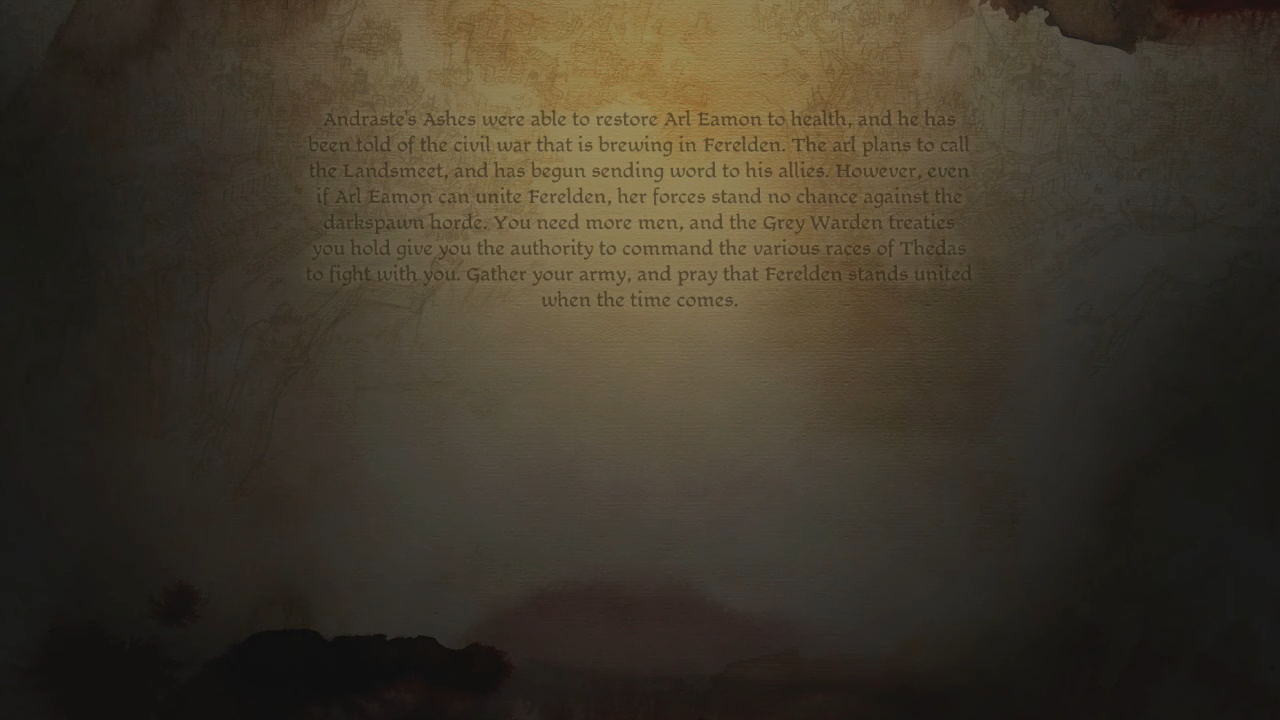 Andraste's Ashes were able to restore Arl Eamon to health, and he has
been told of the civil war that is brewing in Ferelden. The arl plans to call
the Landsmeet, and has begun sending word to his allies. However, even
if Arl Eamon can unite Ferelden, her forces stand no chance against the
darkspawn horde. You need more men, and the Grey Warden treaties
you hold give you the authority to command the various races of Thedas
to fight with you. Gather your army, and pray that Ferelden stands united
when the time comes.